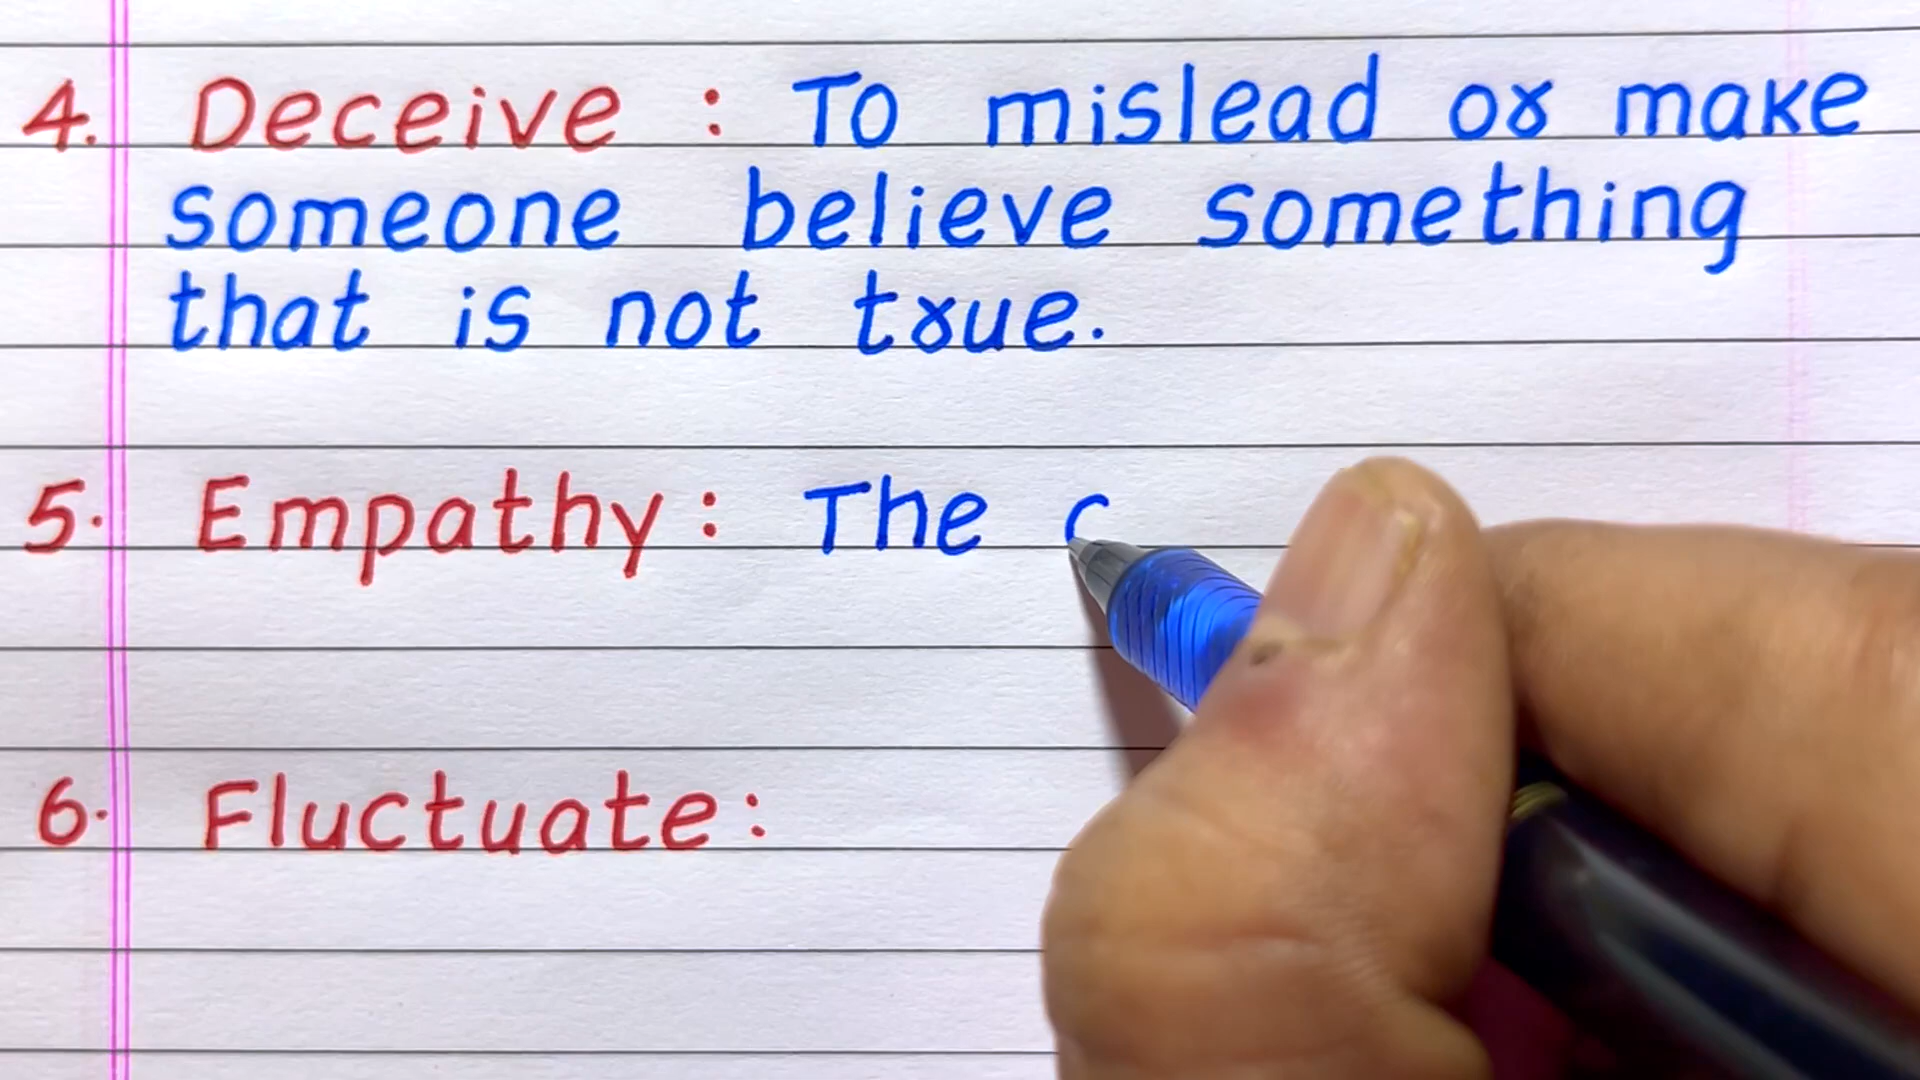 4. Deceive : To mislead or make
someone believe something
that is not true.
5. Empathy: The
6. Fluctuate: